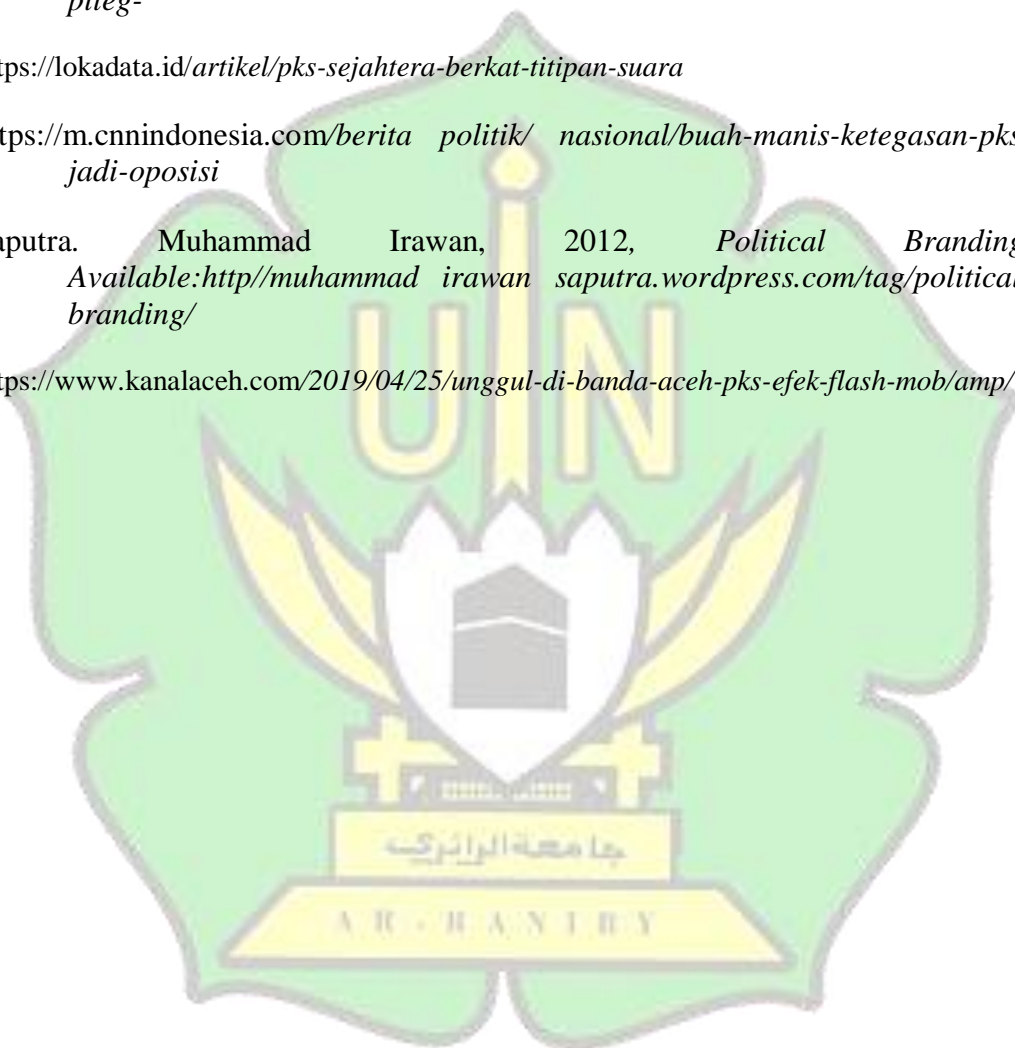 pileg-
tps://lokadata.id/artikel/pks-sejahtera-berkat-titipan-suara
tps://m.cnnindonesia.com/berita politik/ nasional/buah-manis-ketegasan-pks
jadi-oposisi
aputra. Muhammad Irawan, 2012, Political Branding
Available:http//muhammad irawan saputra.wordpress.com/tag/political
branding/
tps://www.kanalaceh.com/2019/04/25/unggul-di-banda-aceh-pks-efek-flash-mob/amp/
UIN
جامعة الرانري
AR-RANIRY